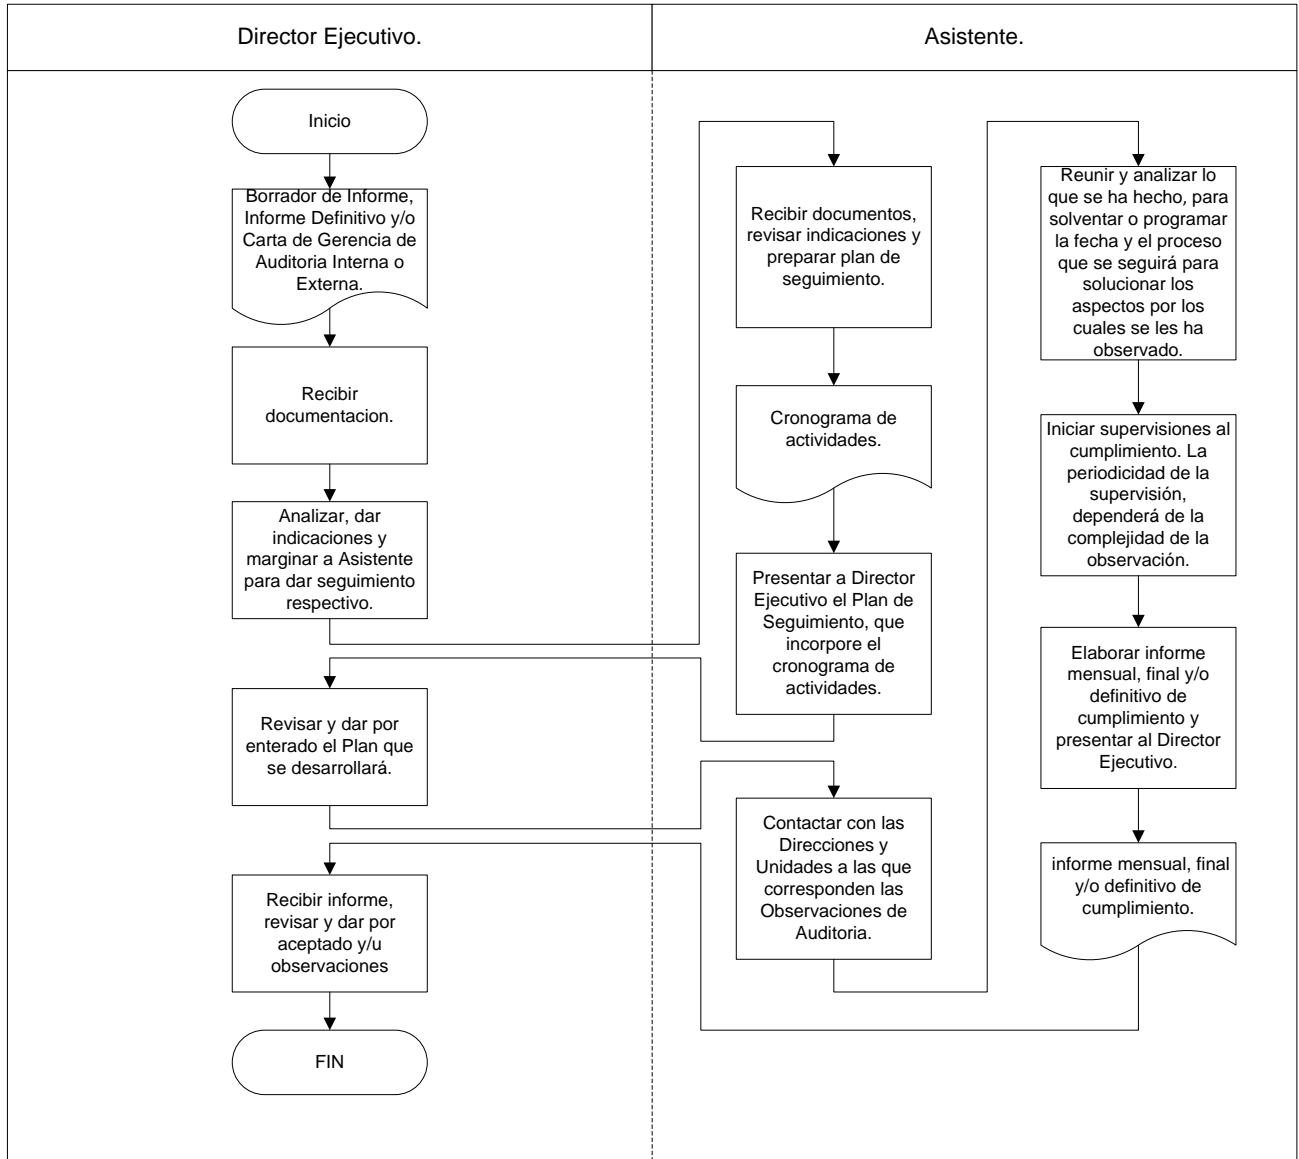 Director Ejecutivo.
Asistente.
Inicio
Borrador de Informe,
Informe Definitivo y/o
Carta de Gerencia de
Auditoria Interna o
Externa.
Recibir
documentacion.
Analizar, dar
indicaciones y
marginar a Asistente
para dar seguimiento
respectivo.
Recibir documentos,
revisar indicaciones y
preparar plan de
seguimiento.
Cronograma de
actividades.
Presentar a Director
Ejecutivo el Plan de
Seguimiento, que
incorpore el
cronograma de
actividades.
Revisar y dar por
enterado el Plan que
se desarrollará.
Contactar con las
Direcciones y
Unidades a las que
corresponden las
Observaciones de
Auditoria.
Reunir y analizar lo
que se ha hecho, para
solventar o programar
la fecha y el proceso
que se seguirá para
solucionar los
aspectos por los
cuales se les ha
observado.
Iniciar supervisiones al
cumplimiento. La
periodicidad de la
supervisión,
dependerá de la
complejidad de la
observación.
Elaborar informe
mensual, final y/o
definitivo de
cumplimiento y
presentar al Director
Ejecutivo.
informe mensual, final
y/o definitivo de
cumplimiento.
Recibir informe,
revisar y dar por
aceptado y/u
observaciones
FIN